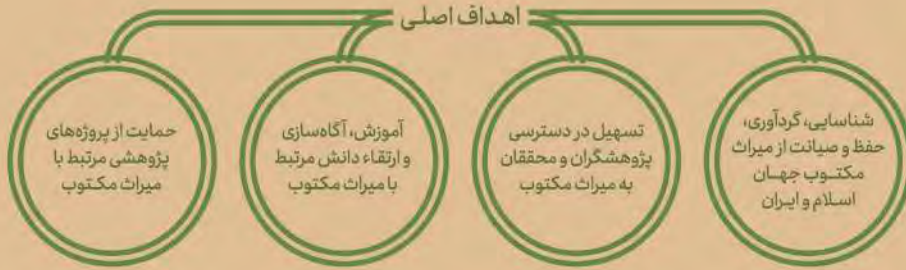 اهداف اصلی
شناسایی، گردآوری،
حفظ و صیانت از میراث
مکتوب جهان
اسلام و ایران
تسهیل در دسترسی
پژوهشگران و محققان
به میراث مکتوب
آموزش، آگاه‌سازی
و ارتقاء دانش مرتبط
با میراث مکتوب
حمایت از پروژه‌های
پژوهشی مرتبط با
میراث مکتوب